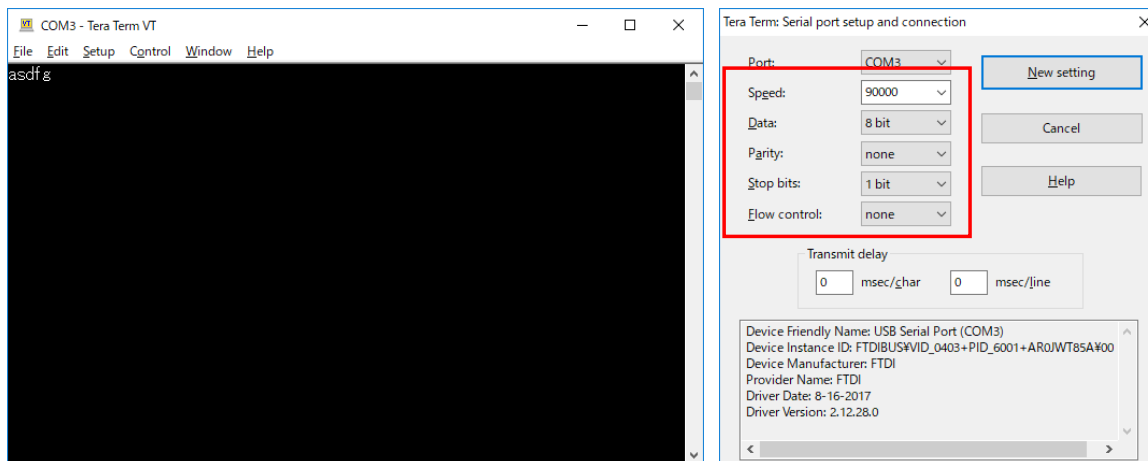 COM3 - Tera Term VT
File Edit Setup Control Window Help
asdfg
Tera Term: Serial port setup and connection
Port: COM3
New setting
Speed: 90000
Data: 8 bit
Cancel
Parity: none
Stop bits: 1 bit
Help
Flow control: none
Transmit delay
0 msec/char 0 msec/line
Device Friendly Name: USB Serial Port (COM3)
Device Instance ID: FTDIBUS¥VID_0403+PID_6001+AR0JWT85A¥00
Device Manufacturer: FTDI
Provider Name: FTDI
Driver Date: 8-16-2017
Driver Version: 2.12.28.0